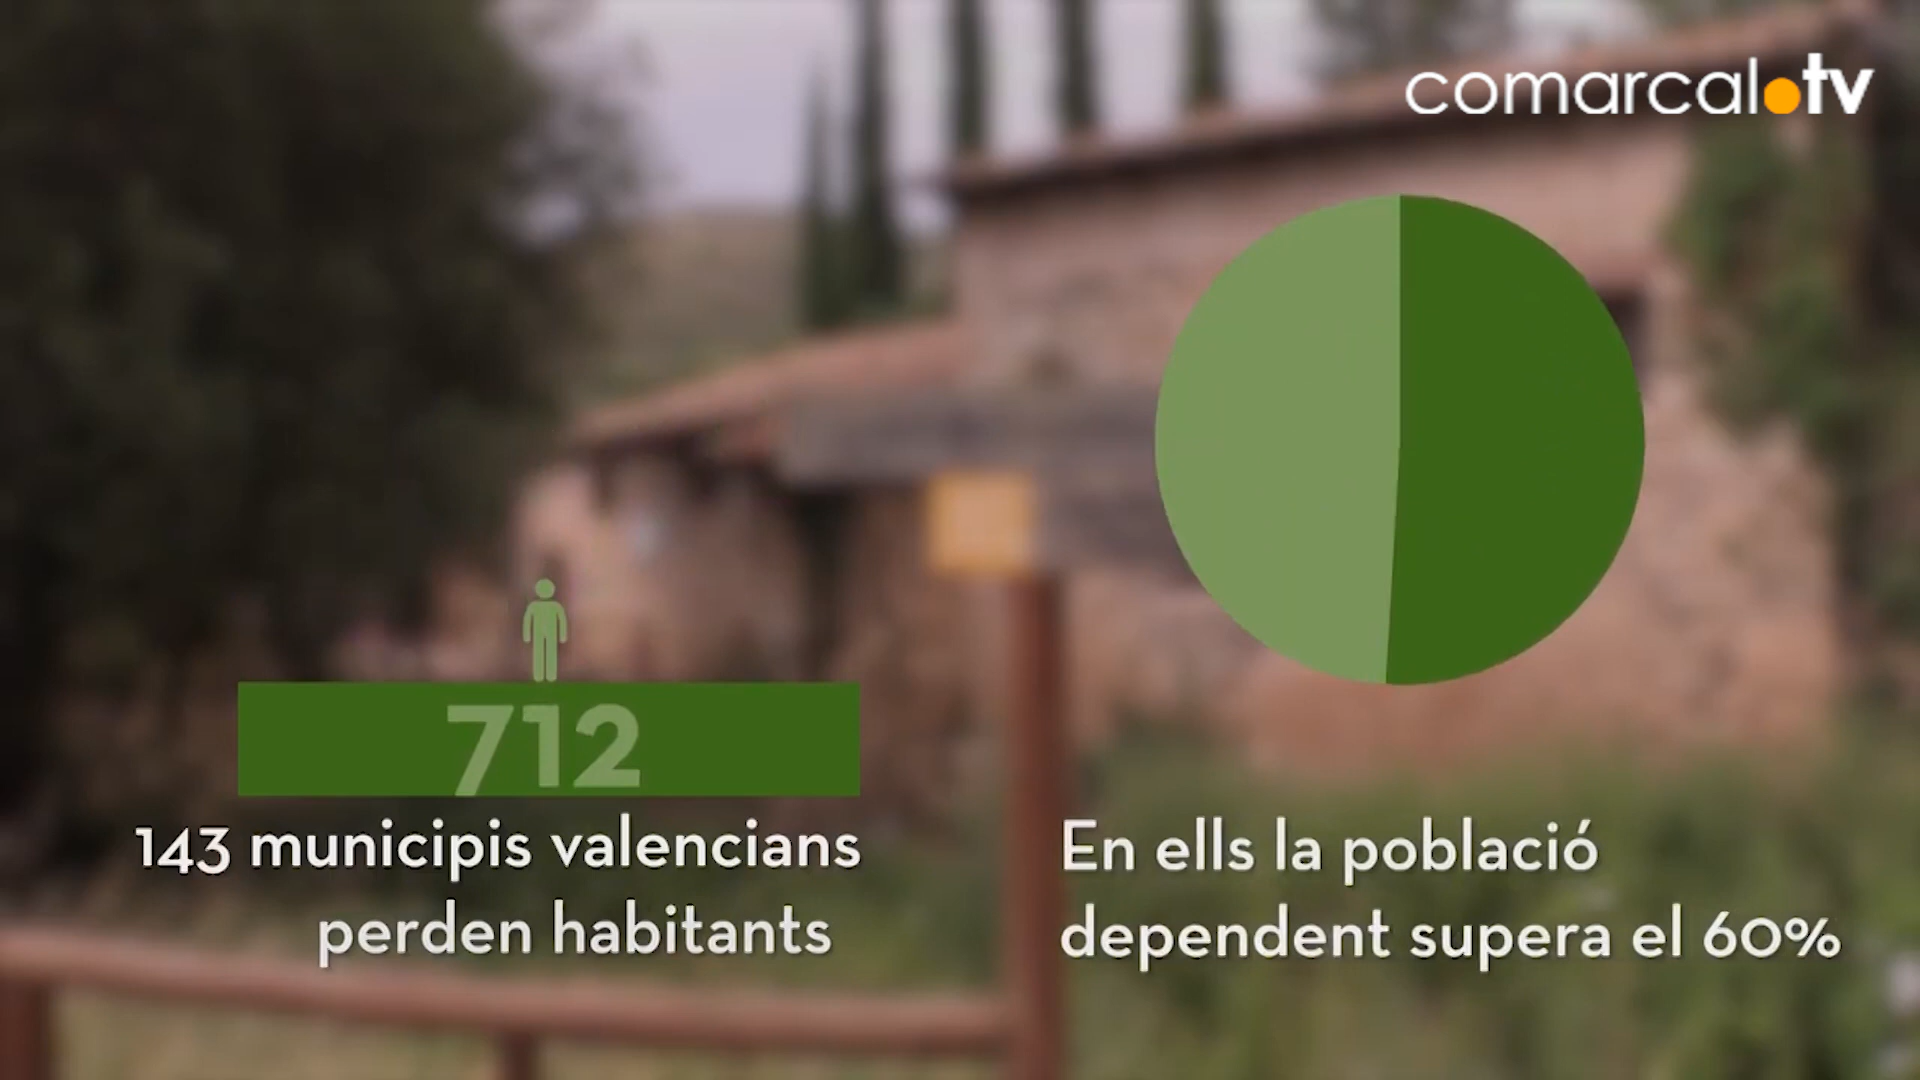 comarcal.tv
712
143 municipis valencians
perden habitants
En ells la població
dependent supera el 60%